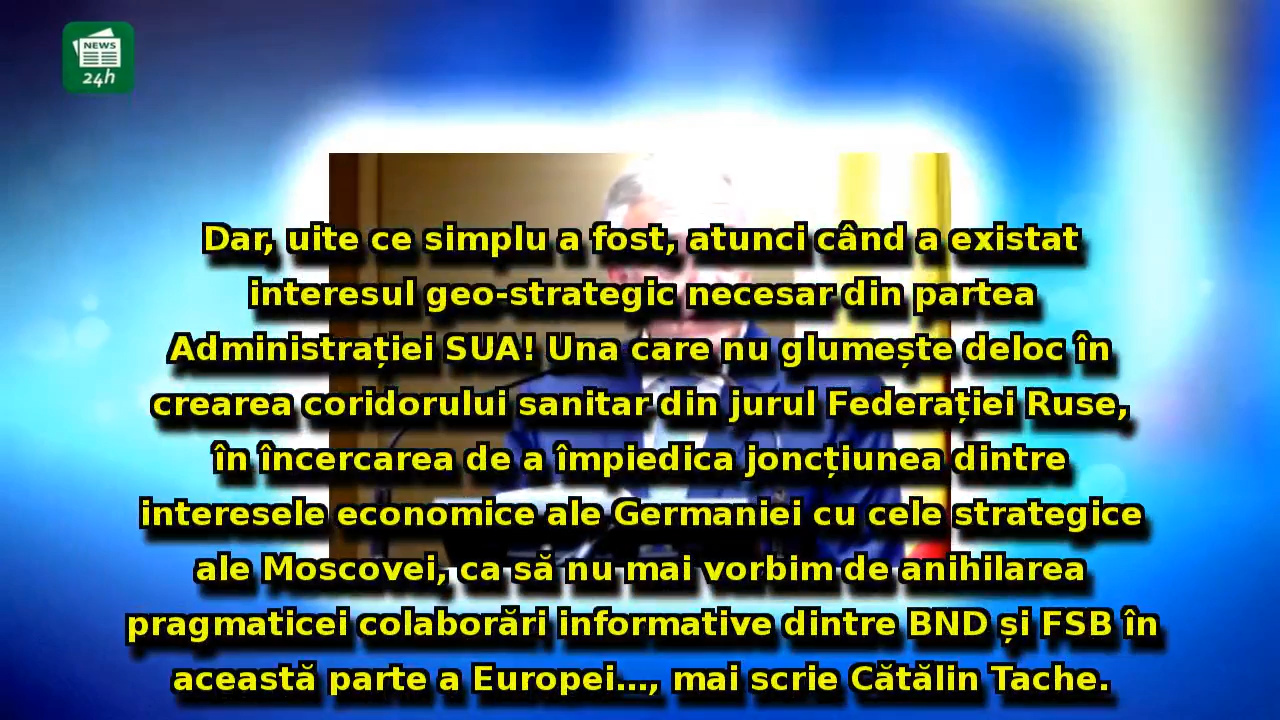 NEWS
24h
Dar, uite ce simplu a fost, atunci când a existat
interesul geo-strategic necesar din partea
Administrației SUA! Una care nu glumește deloc în
crearea coridorului sanitar din jurul Federației Ruse,
în încercarea de a împiedica joncțiunea dintre
interesele economice ale Germaniei cu cele strategice
ale Moscovei, ca să nu mai vorbim de anihilarea
pragmaticei colaborări informative dintre BND și FSB în
această parte a Europei…, mai scrie Cătălin Tache.